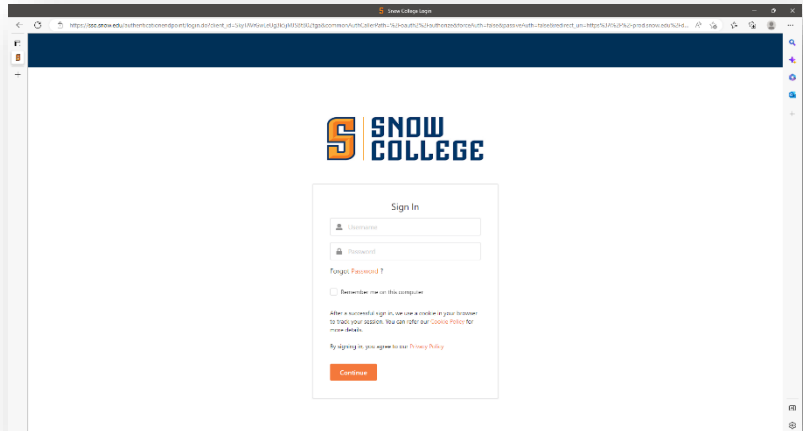 Snow College Login
SNOW
COLLEGE
Sign In
Username
Password
Forgot Password ?
Remember me on this computer
After a successful sign in, we use a cookie in your browser
to track your session. You can refer our Cookie Policy for
more details.
By signing in, you agree to our Privacy Policy
Continue